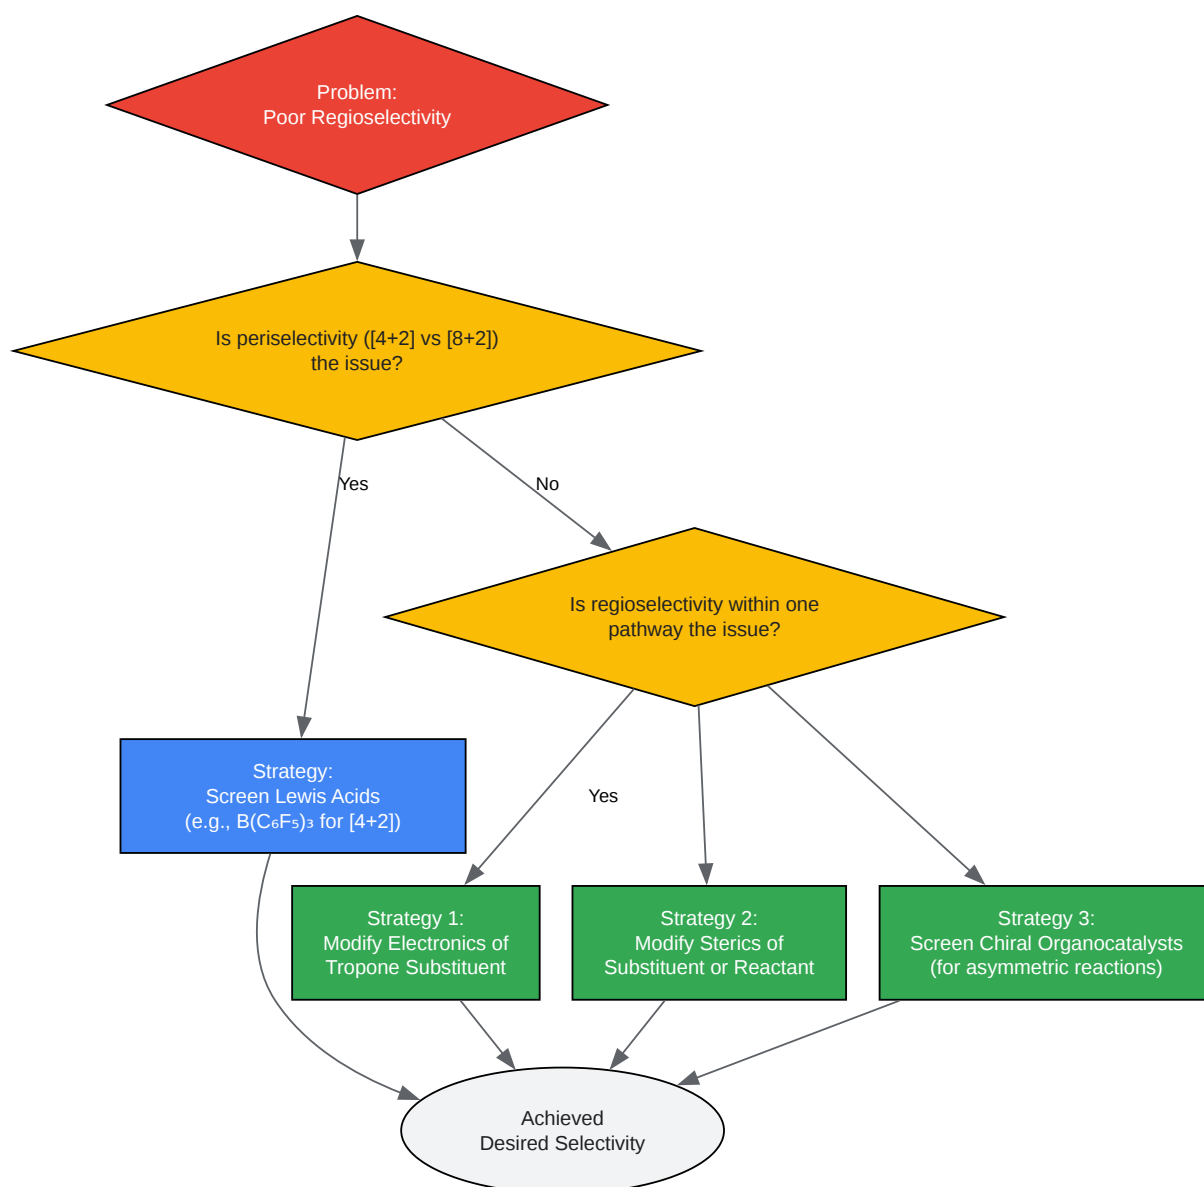 Problem:
Poor Regioselectivity
Is periselectivity ([4+2] vs [8+2])
the issue?
Yes
No
Is regioselectivity within one
pathway the issue?
Strategy:
Screen Lewis Acids
(e.g., B(C₆F₅)₃ for [4+2])
Yes
Strategy 1:
Modify Electronics of
Tropone Substituent
Strategy 2:
Modify Sterics of
Substituent or Reactant
Strategy 3:
Screen Chiral Organocatalysts
(for asymmetric reactions)
Achieved
Desired Selectivity